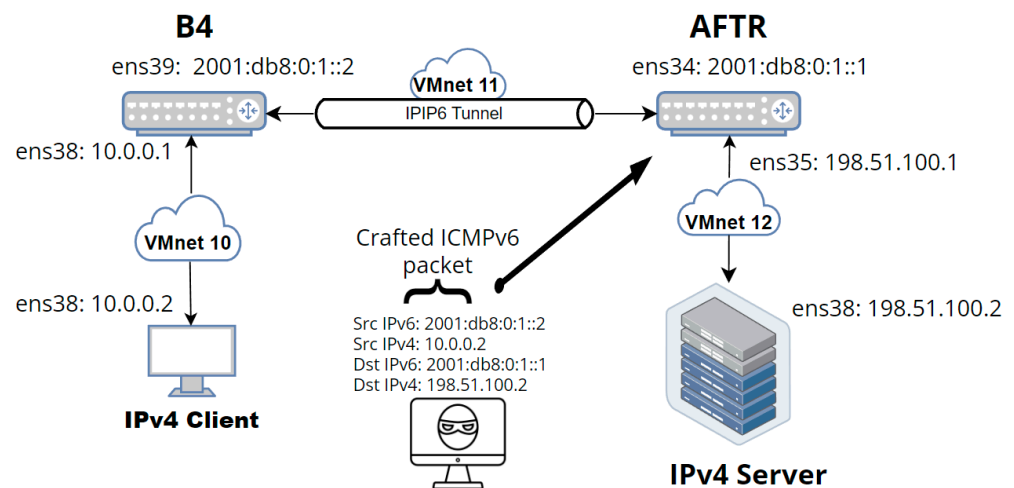 B4
AFTR
ens39:  2001:db8:0:1::2
ens34: 2001:db8:0:1::1
VMnet 11
IPIP6 Tunnel
ens38: 10.0.0.1
ens35: 198.51.100.1
VMnet 10
VMnet 12
Crafted ICMPv6
packet
ens38: 10.0.0.2
ens38: 198.51.100.2
Src IPv6: 2001:db8:0:1::2
Src IPv4: 10.0.0.2
Dst IPv6: 2001:db8:0:1::1
Dst IPv4: 198.51.100.2
IPv4 Client
IPv4 Server